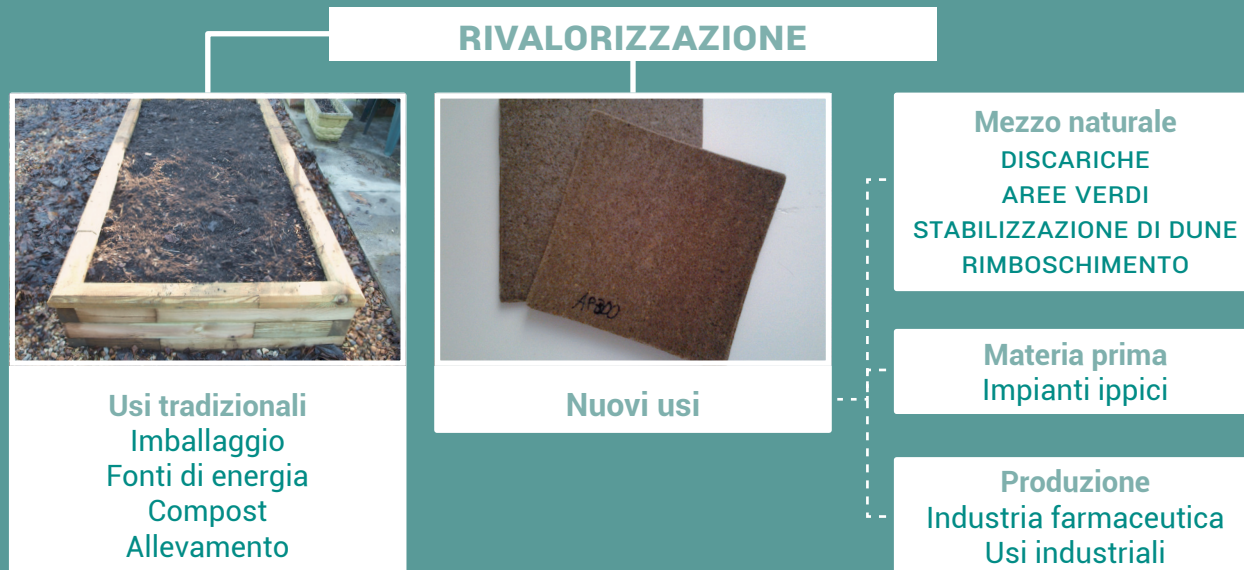 RIVALORIZZAZIONE
Usi tradizionali
Imballaggio
Fonti di energia
Compost
Allevamento
AP300
Nuovi usi
Mezzo naturale
DISCARICHE
AREE VERDI
STABILIZZAZIONE DI DUNE
RIMBOSCHIMENTO
Materia prima
Impianti ippici
Produzione
Industria farmaceutica
Usi industriali